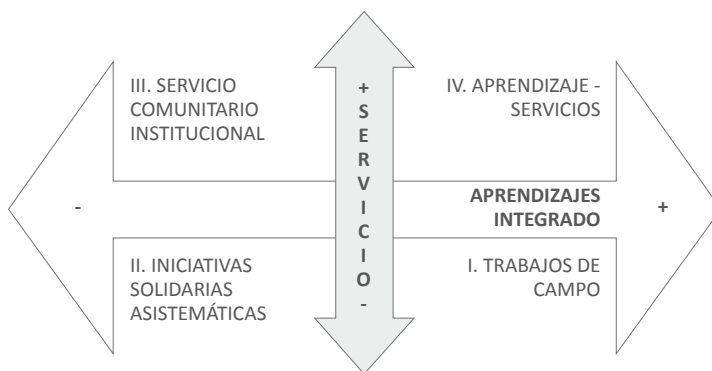 III. SERVICIO
COMUNITARIO
INSTITUCIONAL
+
S
E
R
V
I
C
I
O
-
IV. APRENDIZAJE -
SERVICIOS
-
APRENDIZAJES
INTEGRADO
+
II. INICIATIVAS
SOLIDARIAS
ASISTEMÁTICAS
I. TRABAJOS DE
CAMPO